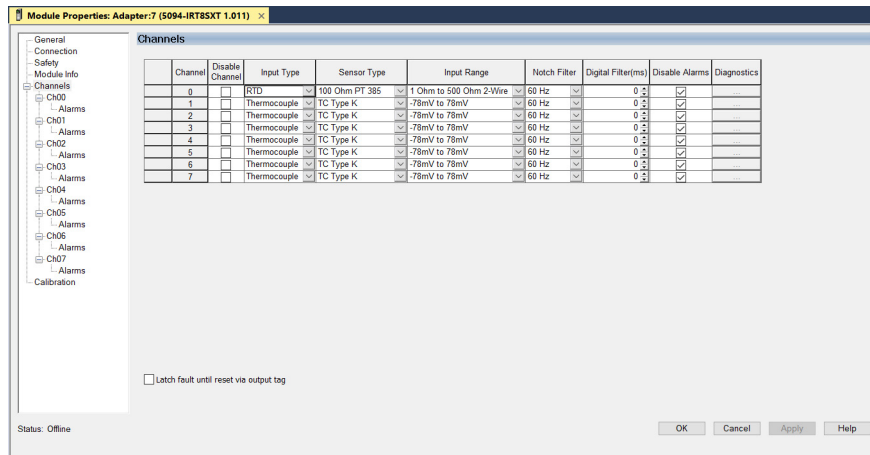 Module Properties: Adapter:7 (5094-IRT8SXT 1.011) ×
General
Connection
Safety
Module Info
Channels
Ch00
Alarms
Ch01
Alarms
Ch02
Alarms
Ch03
Alarms
Ch04
Alarms
Ch05
Alarms
Ch06
Alarms
Ch07
Alarms
Calibration
Channels
Channel Disable Channel Input Type Sensor Type Input Range Notch Filter Digital Filter(ms) Disable Alarms Diagnostics
0 RTD 100 Ohm PT 385 1 Ohm to 500 Ohm 2-Wire 60 Hz 0 ...
1 Thermocouple TC Type K -78mV to 78mV 60 Hz 0 ...
2 Thermocouple TC Type K -78mV to 78mV 60 Hz 0 ...
3 Thermocouple TC Type K -78mV to 78mV 60 Hz 0 ...
4 Thermocouple TC Type K -78mV to 78mV 60 Hz 0 ...
5 Thermocouple TC Type K -78mV to 78mV 60 Hz 0 ...
6 Thermocouple TC Type K -78mV to 78mV 60 Hz 0 ...
7 Thermocouple TC Type K -78mV to 78mV 60 Hz 0 ...
Latch fault until reset via output tag
Status: Offline
OK Cancel Apply Help